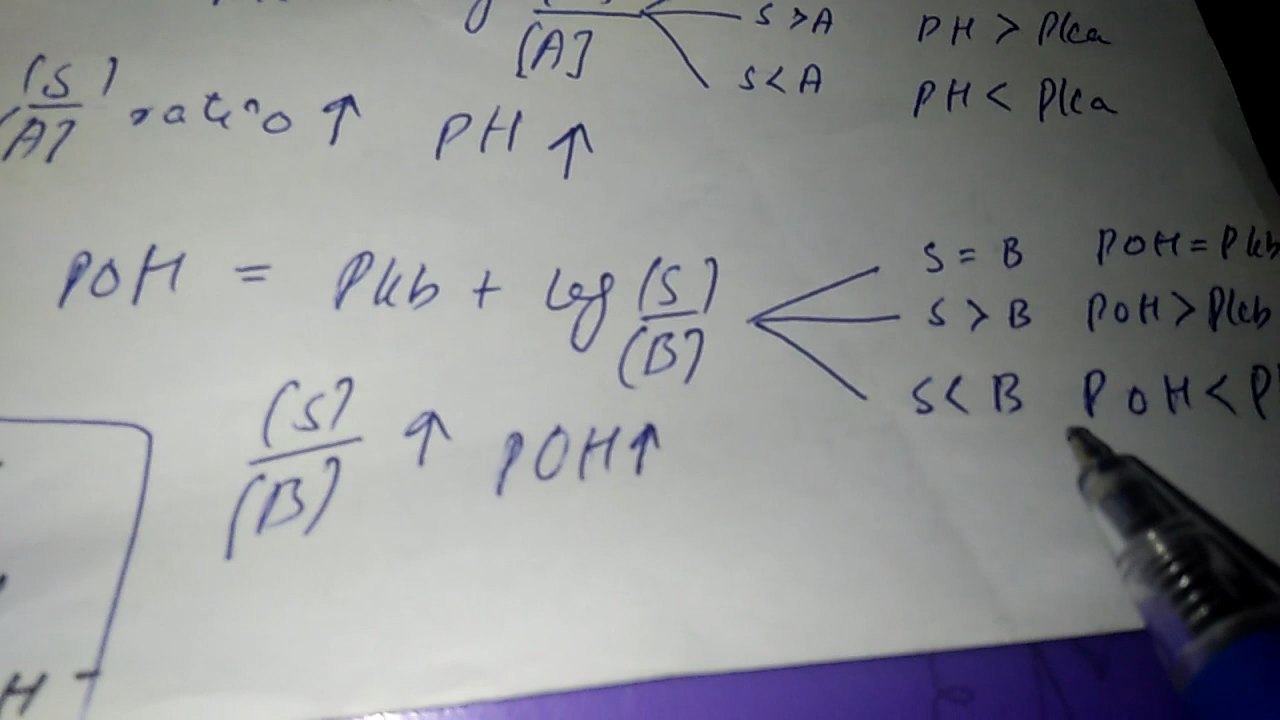 g [A] S > A PH > Pka
S < A PH < Pka
[S] / [A] ratio ↑ PH ↑
POH = Pkb + log [S] / [B]
S = B POH = Pkb
S > B POH > Pkb
S < B POH < P
[S] / [B] ↑ POH ↑
H -